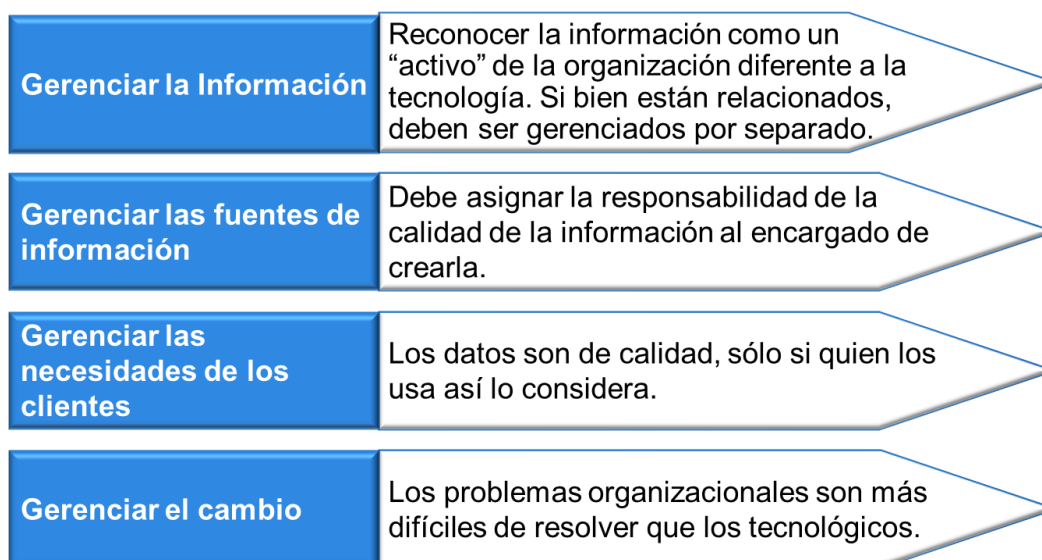 Gerenciar la Información
Reconocer la información como un
“activo” de la organización diferente a la
tecnología. Si bien están relacionados,
deben ser gerenciados por separado.
Gerenciar las fuentes de
información
Debe asignar la responsabilidad de la
calidad de la información al encargado de
crearla.
Gerenciar las
necesidades de los
clientes
Los datos son de calidad, sólo si quien los
usa así lo considera.
Gerenciar el cambio
Los problemas organizacionales son más
difíciles de resolver que los tecnológicos.